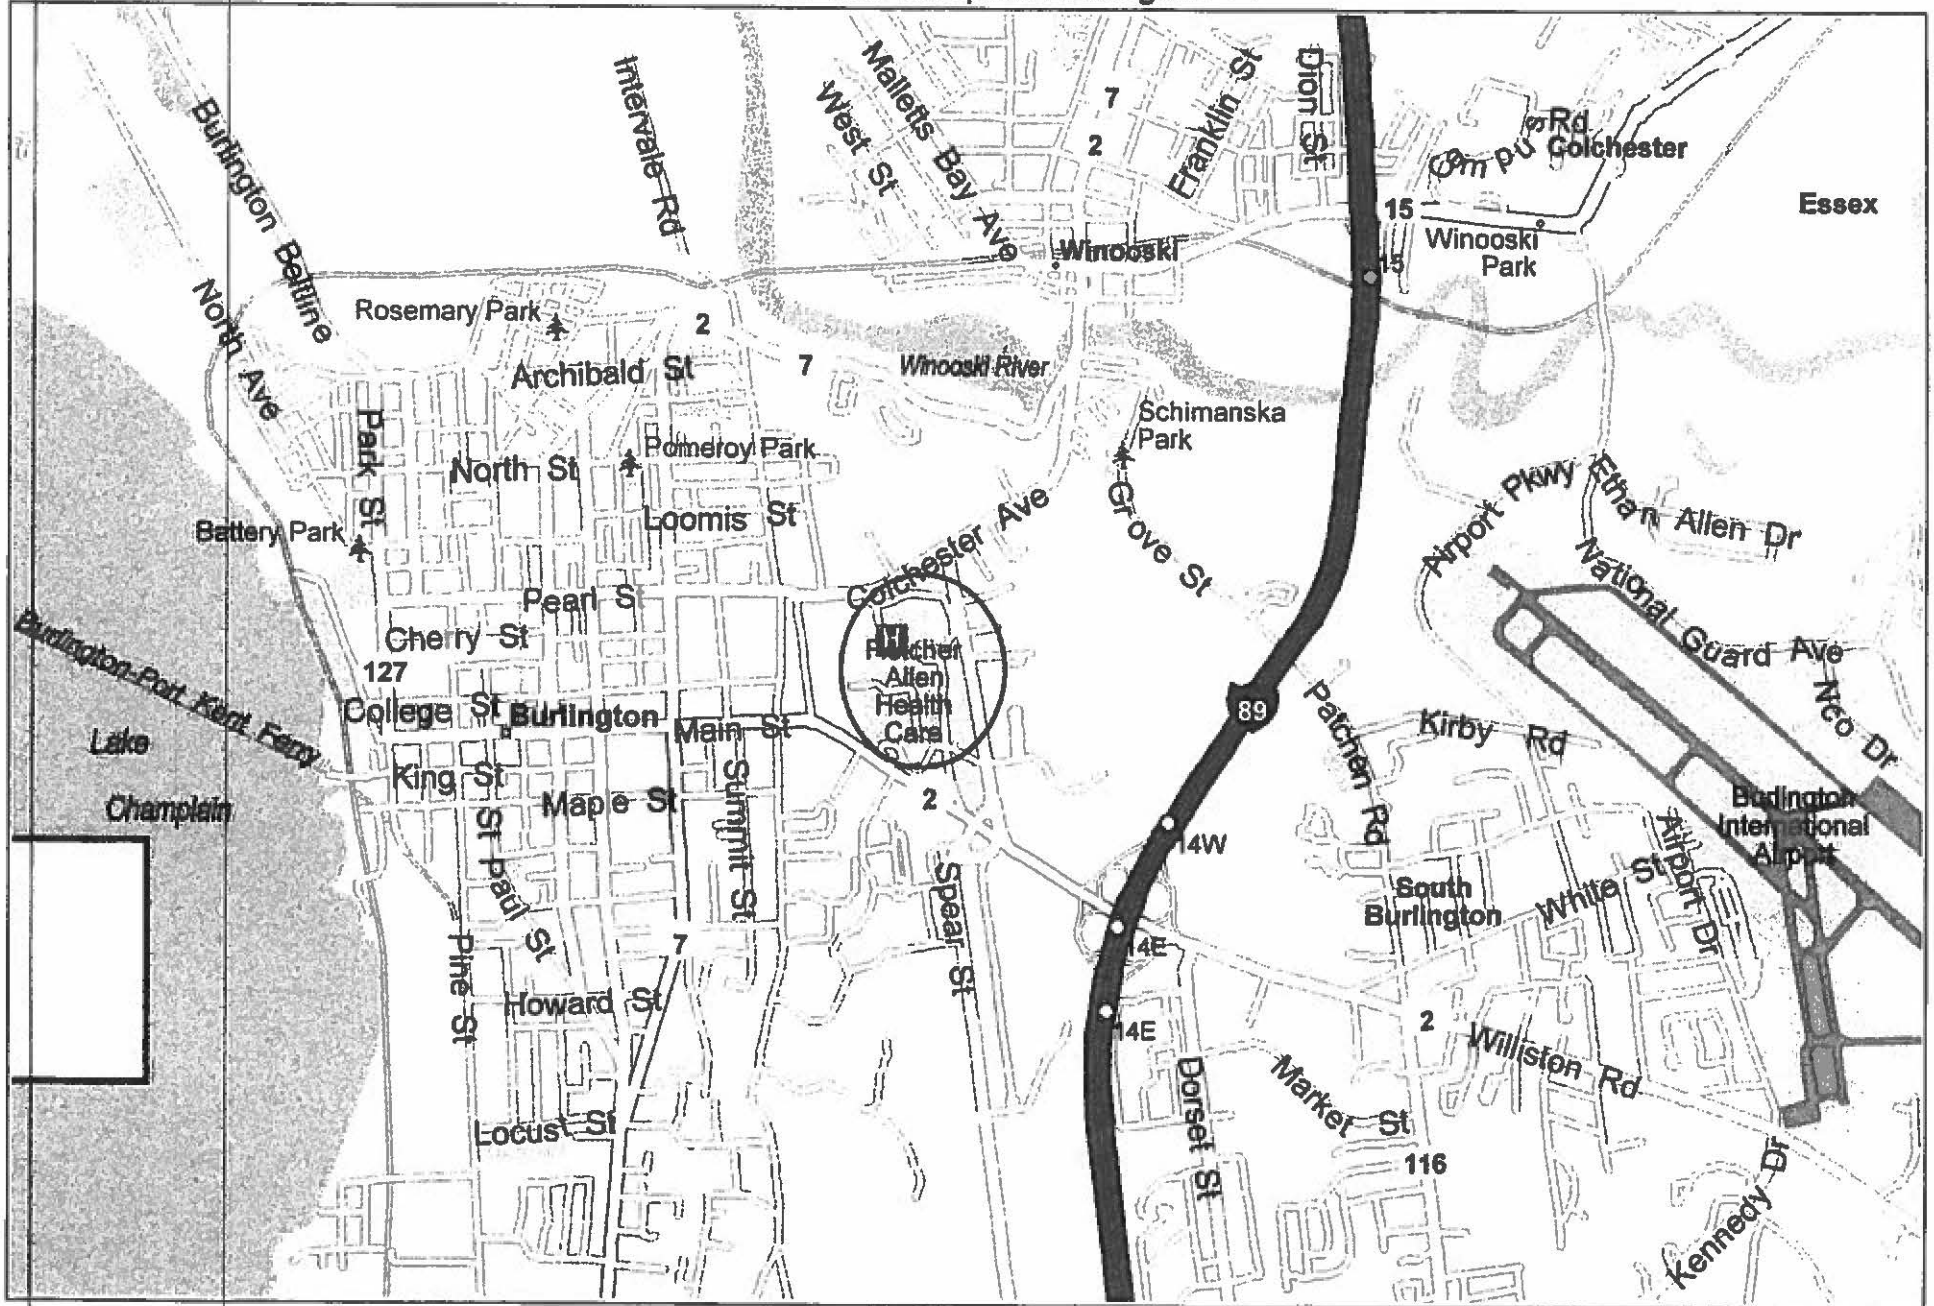 Intervale Rd
Malletts Bay Ave
West St
7
2
Franklin St
Dion St
Campus Rd
Colchester
Essex
Burlington Beltline
15
Winooski
Winooski
Park
15
North Ave
Rosemary Park
2
7
Winooski River
Archibald St
Schimanska
Park
Park St
Pomeroy Park
North St
Loomis St
Battery Park
Colchester Ave
Grove St
Airport Pkwy
Ethan Allen Dr
National Guard Ave
Nco Dr
Pearl St
Cherry St
127
H
Fletcher
Allen
Health
Care
Burlington-Port Kent Ferry
College St
Burlington
Main St
89
Patchen Rd
Kirby Rd
Lake
Champlain
King St
Maple St
Summit St
2
14W
Burlington
International
Airport
Airport Dr
St Paul St
Spear St
South
Burlington
White St
14E
7
Pine St
Howard St
14E
2
Williston Rd
Dorset St
Market St
Locust St
116
Kennedy Dr